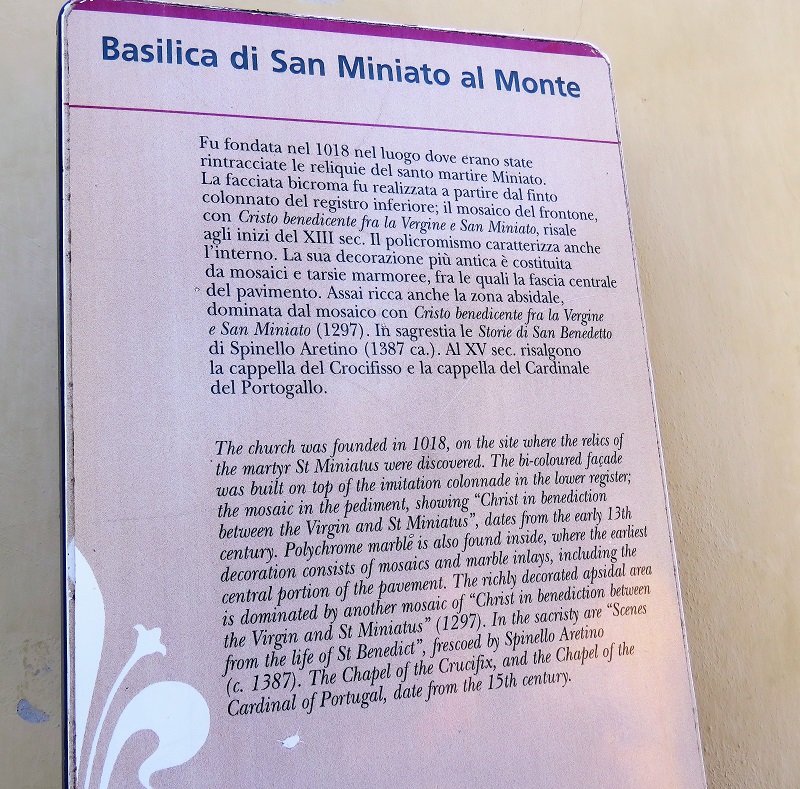 Basilica di San Miniato al Monte
Fu fondata nel 1018 nel luogo dove erano state
rintracciate le reliquie del santo martire Miniato.
La facciata bicroma fu realizzata a partire dal finto
colonnato del registro inferiore; il mosaico del frontone,
con Cristo benedicente fra la Vergine e San Miniato, risale
agli inizi del XIII sec. Il policromismo caratterizza anche
l'interno. La sua decorazione più antica è costituita
da mosaici e tarsie marmoree, fra le quali la fascia centrale
del pavimento. Assai ricca anche la zona absidale,
dominata dal mosaico con Cristo benedicente fra la Vergine
e San Miniato (1297). In sagrestia le Storie di San Benedetto
di Spinello Aretino (1387 ca.). Al XV sec. risalgono
la cappella del Crocifisso e la cappella del Cardinale
del Portogallo.
The church was founded in 1018, on the site where the relics of
the martyr St Miniatus were discovered. The bi-coloured façade
was built on top of the imitation colonnade in the lower register;
the mosaic in the pediment, showing "Christ in benediction
between the Virgin and St Miniatus", dates from the early 13th
century. Polychrome marble is also found inside, where the earliest
decoration consists of mosaics and marble inlays, including the
central portion of the pavement. The richly decorated apsidal area
is dominated by another mosaic of "Christ in benediction between
the Virgin and St Miniatus" (1297). In the sacristy are "Scenes
from the life of St Benedict", frescoed by Spinello Aretino
(c. 1387). The Chapel of the Crucifix, and the Chapel of the
Cardinal of Portugal, date from the 15th century.